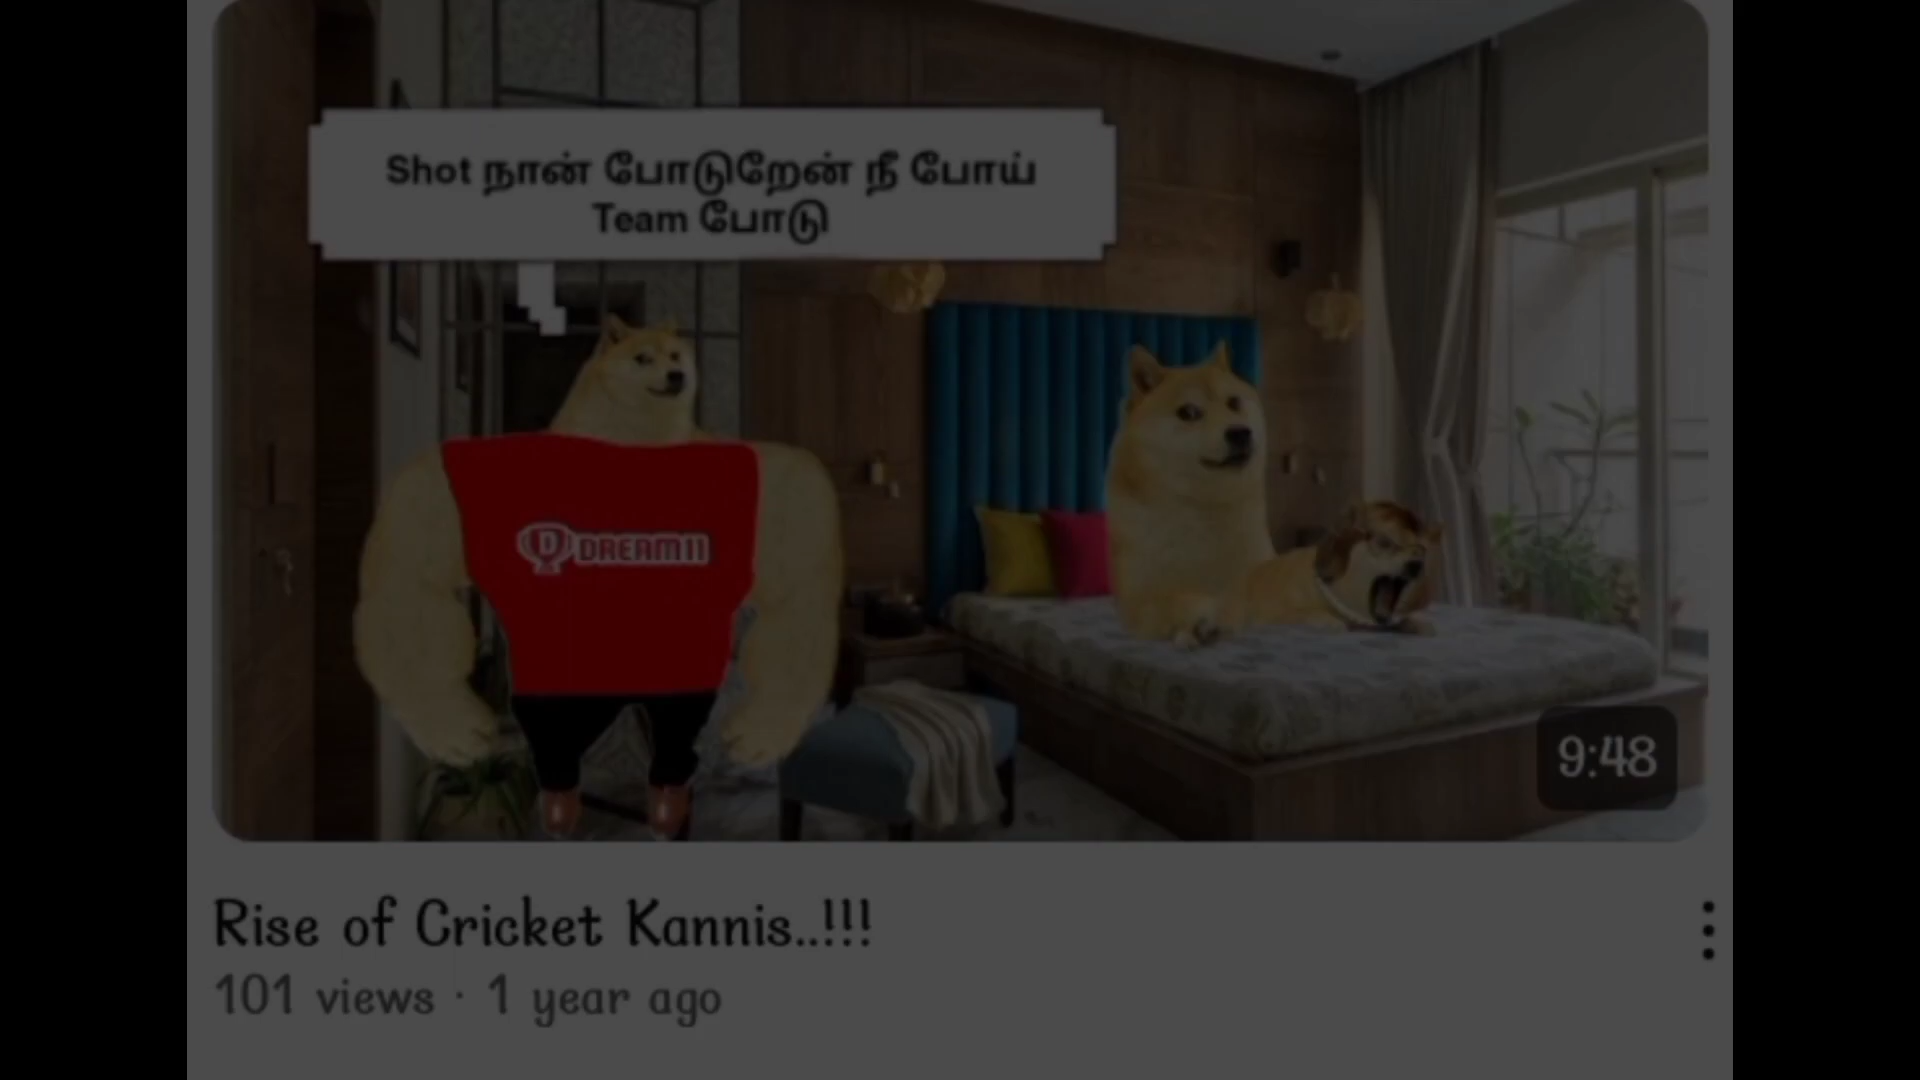 Shot நான் போடுறேன் நீ போய்
Team போடு
D DREAM11
9:48
Rise of Cricket Kannis..!!!
101 views · 1 year ago